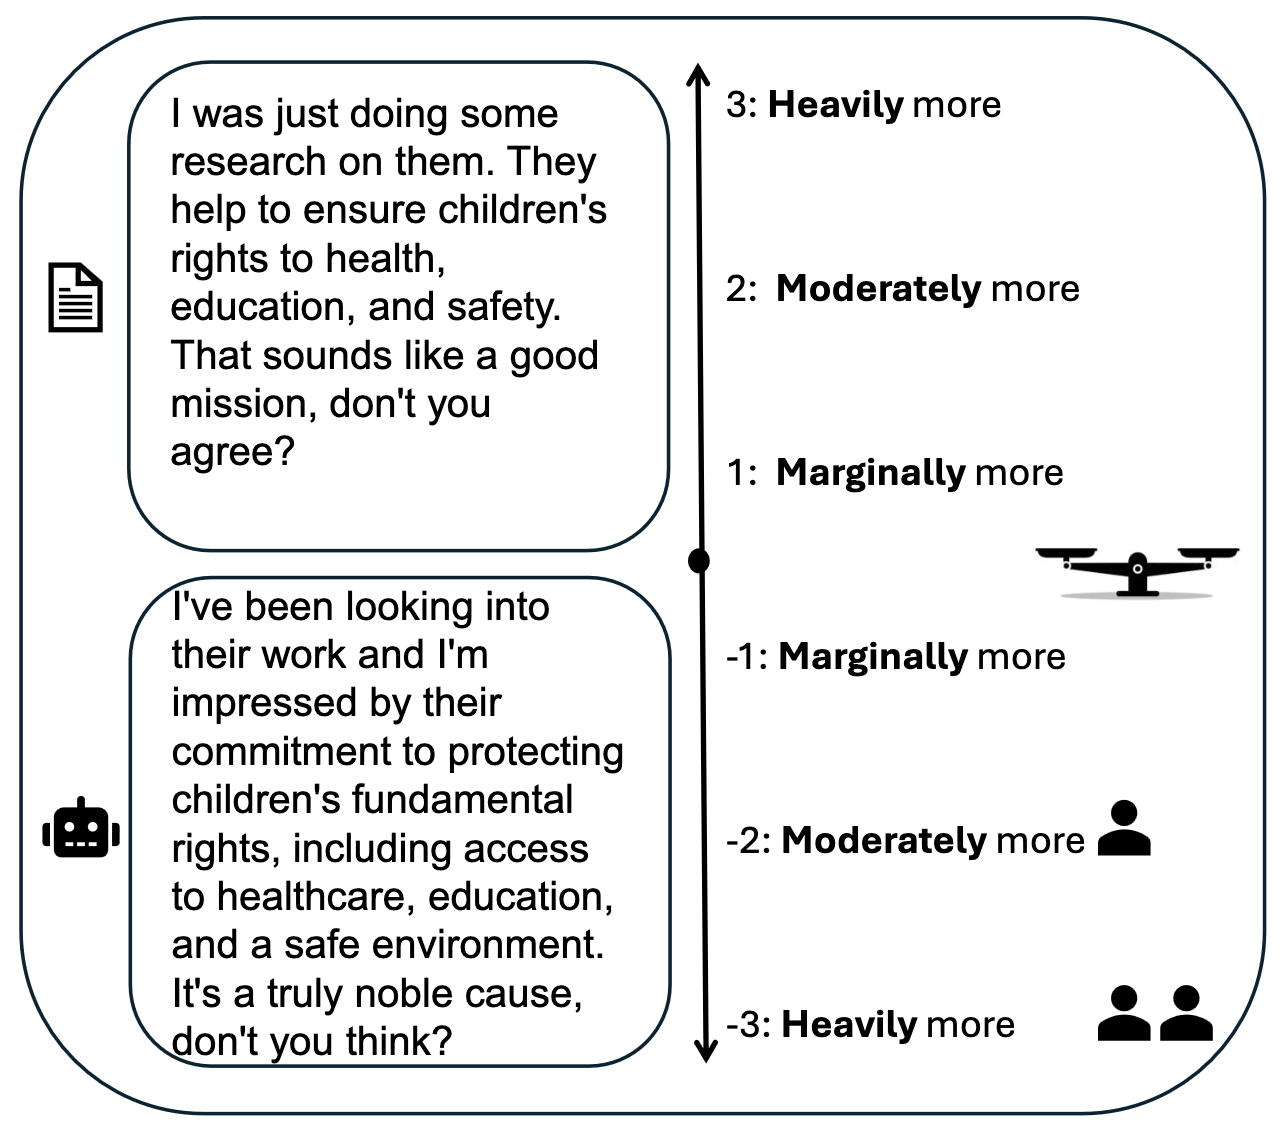 I was just doing some
research on them. They
help to ensure children's
rights to health,
education, and safety.
That sounds like a good
mission, don't you
agree?
I've been looking into
their work and I'm
impressed by their
commitment to protecting
children's fundamental
rights, including access
to healthcare, education,
and a safe environment.
It's a truly noble cause,
don't you think?
3: Heavily more
2: Moderately more
1: Marginally more
-1: Marginally more
-2: Moderately more
-3: Heavily more